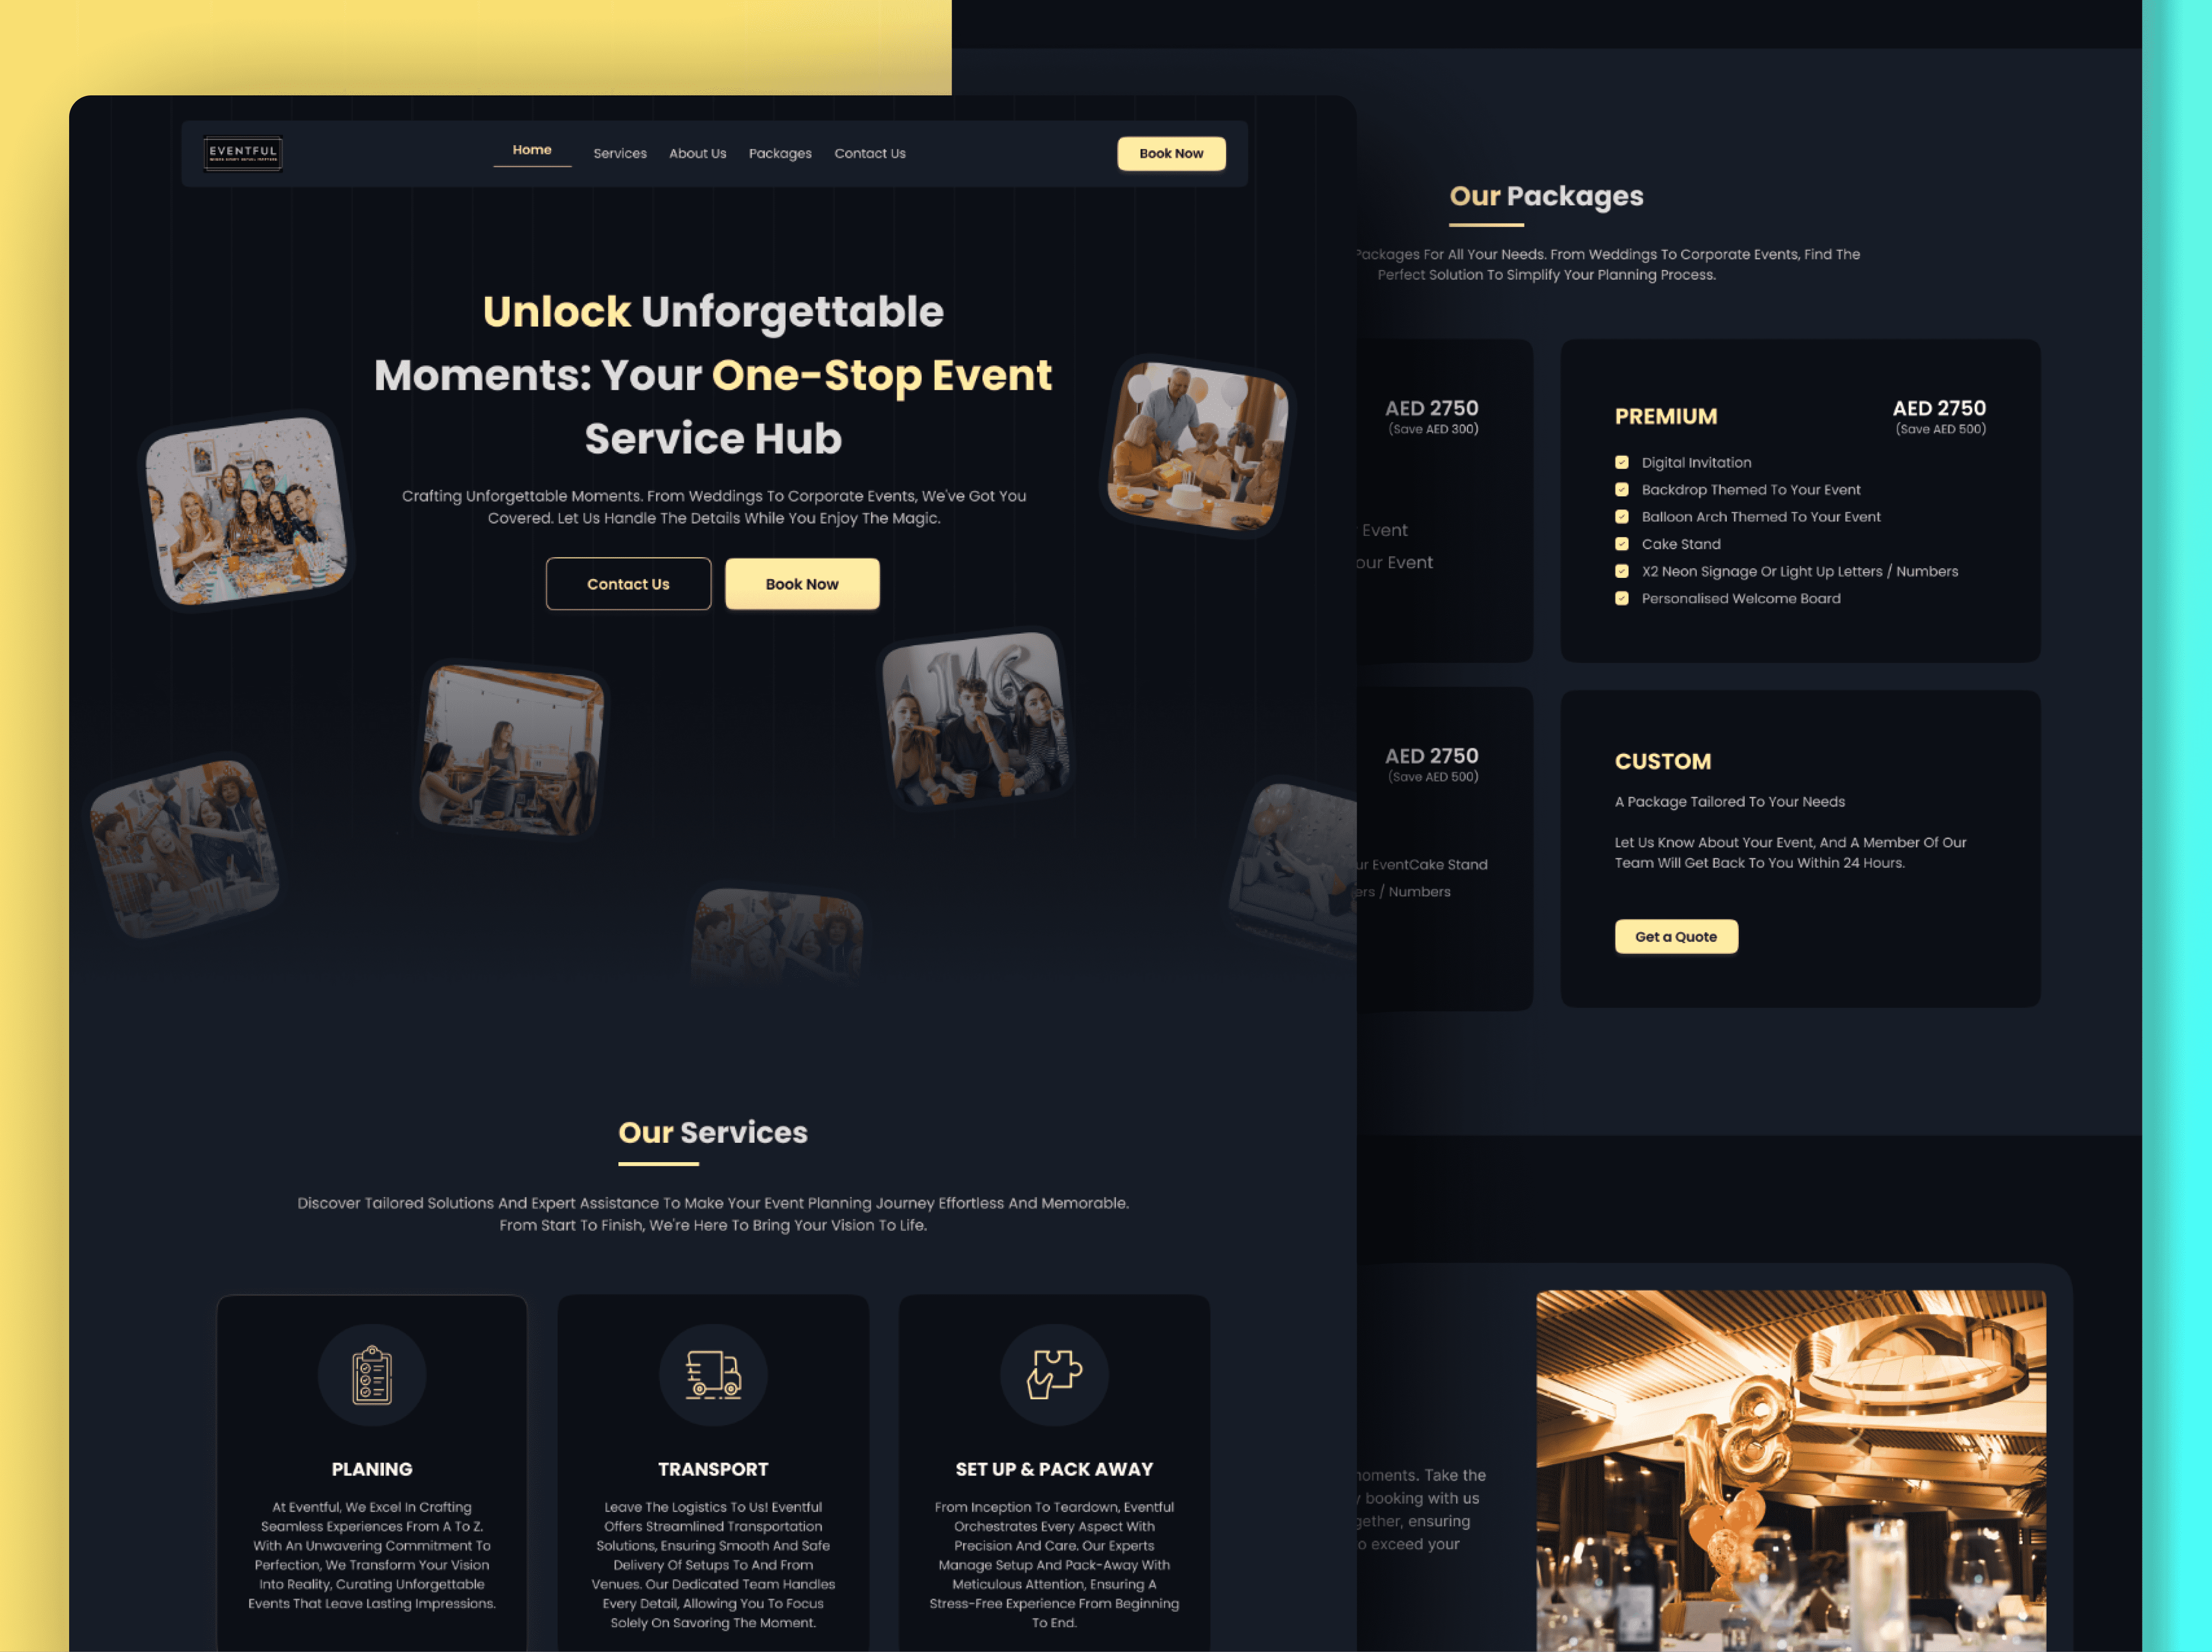 EVENTFUL
WHERE EVERY DETAIL MATTERS
Home
Services
About Us
Packages
Contact Us
Book Now
Unlock Unforgettable
Moments: Your One-Stop Event
Service Hub
Crafting Unforgettable Moments. From Weddings To Corporate Events, We've Got You
Covered. Let Us Handle The Details While You Enjoy The Magic.
Contact Us
Book Now
Our Services
Discover Tailored Solutions And Expert Assistance To Make Your Event Planning Journey Effortless And Memorable.
From Start To Finish, We're Here To Bring Your Vision To Life.
PLANING
At Eventful, We Excel In Crafting
Seamless Experiences From A To Z.
With An Unwavering Commitment To
Perfection, We Transform Your Vision
Into Reality, Curating Unforgettable
Events That Leave Lasting Impressions.
TRANSPORT
Leave The Logistics To Us! Eventful
Offers Streamlined Transportation
Solutions, Ensuring Smooth And Safe
Delivery Of Setups To And From
Venues. Our Dedicated Team Handles
Every Detail, Allowing You To Focus
Solely On Savoring The Moment.
SET UP & PACK AWAY
From Inception To Teardown, Eventful
Orchestrates Every Aspect With
Precision And Care. Our Experts
Manage Setup And Pack-Away With
Meticulous Attention, Ensuring A
Stress-Free Experience From Beginning
To End.
Our Packages
Packages For All Your Needs. From Weddings To Corporate Events, Find The
Perfect Solution To Simplify Your Planning Process.
AED 2750
(Save AED 300)
Event
our Event
PREMIUM
AED 2750
(Save AED 500)
Digital Invitation
Backdrop Themed To Your Event
Balloon Arch Themed To Your Event
Cake Stand
X2 Neon Signage Or Light Up Letters / Numbers
Personalised Welcome Board
AED 2750
(Save AED 500)
ur EventCake Stand
ers / Numbers
CUSTOM
A Package Tailored To Your Needs
Let Us Know About Your Event, And A Member Of Our
Team Will Get Back To You Within 24 Hours.
Get a Quote
moments. Take the
booking with us
gether, ensuring
o exceed your
16
18